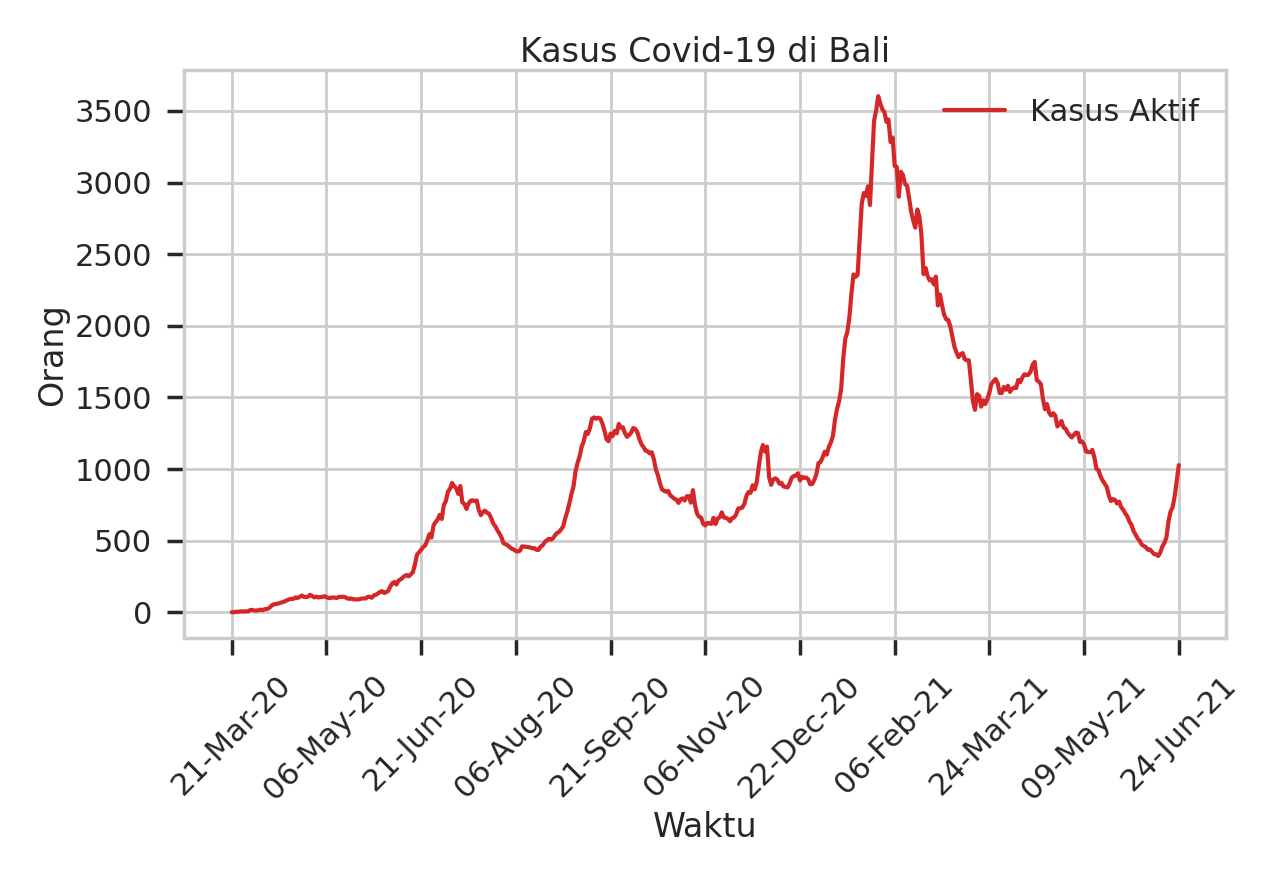 Kasus Covid-19 di Bali
Kasus Aktif
Orang
3500
3000
2500
2000
1500
1000
500
0
21-Mar-20
06-May-20
21-Jun-20
06-Aug-20
21-Sep-20
06-Nov-20
22-Dec-20
06-Feb-21
24-Mar-21
09-May-21
24-Jun-21
Waktu